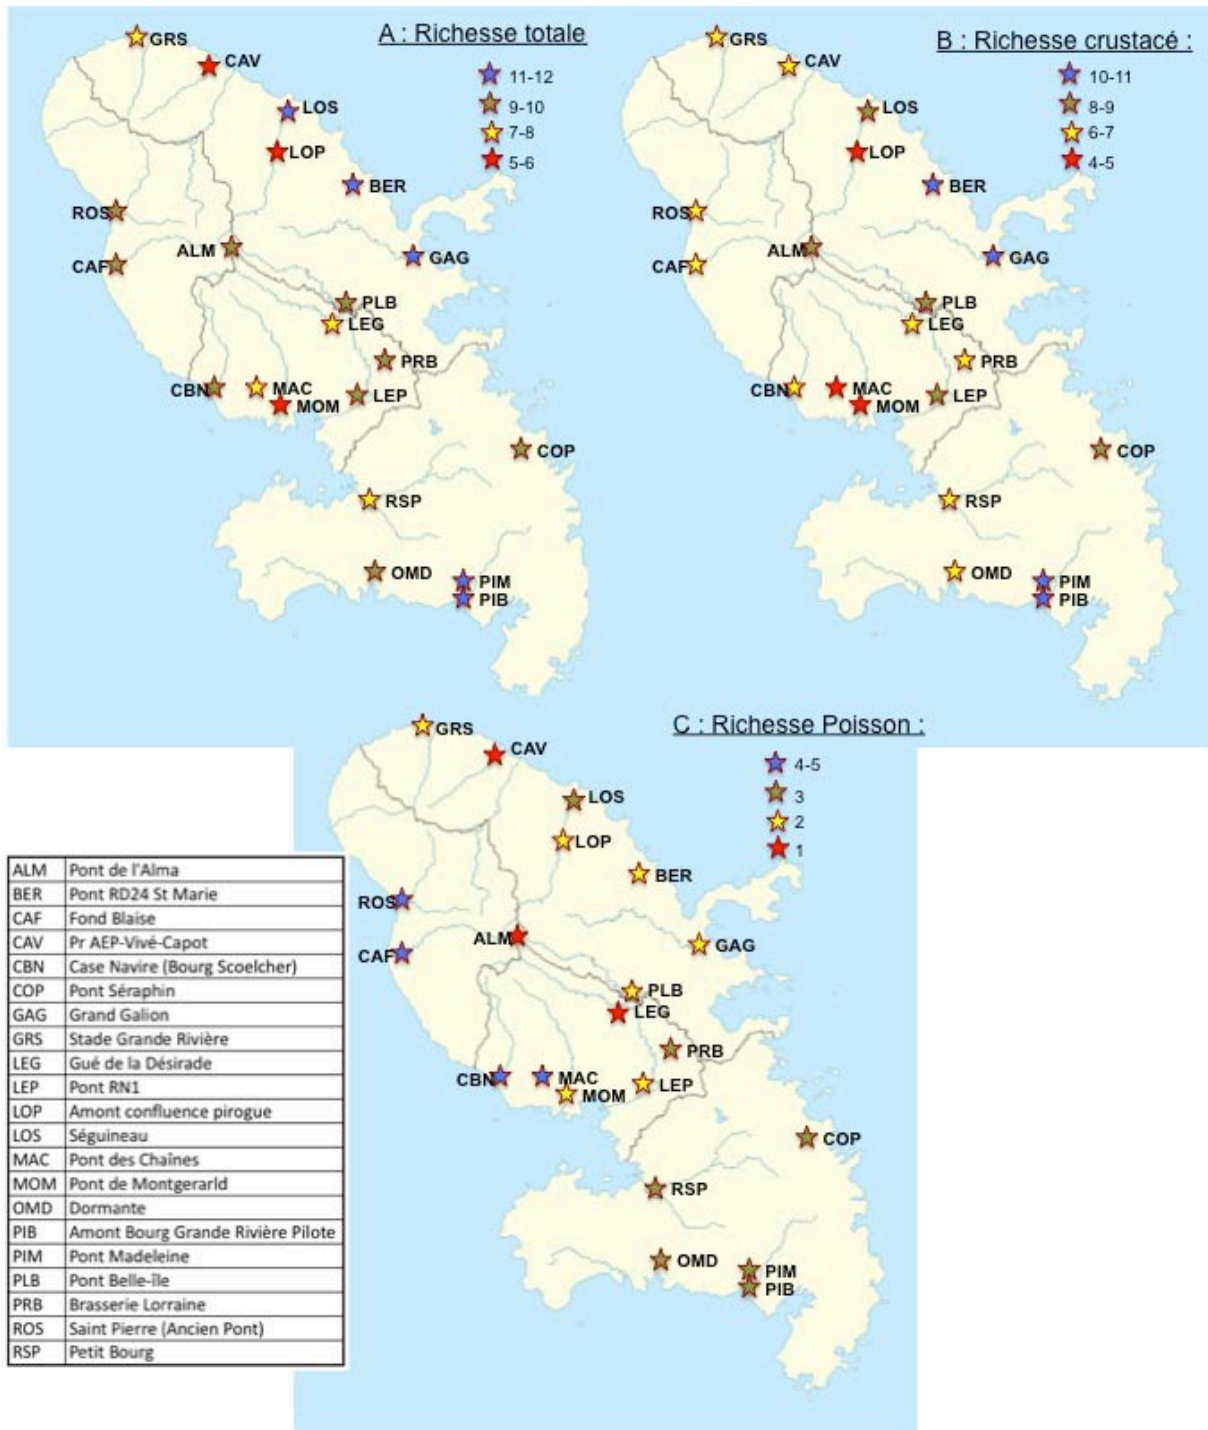 A : Richesse totale
11-12
9-10
7-8
5-6
GRS
CAV
LOS
LOP
BER
ROS
ALM
CAF
GAG
PLB
LEG
PRB
CBN
MAC
LEP
MOM
COP
RSP
OMD
PIM
PIB
B : Richesse crustacé :
10-11
8-9
6-7
4-5
GRS
CAV
LOS
LOP
BER
ROS
ALM
CAF
GAG
PLB
LEG
PRB
CBN
MAC
LEP
MOM
COP
RSP
OMD
PIM
PIB
C : Richesse Poisson :
4-5
3
2
1
GRS
CAV
LOS
LOP
BER
ROS
ALM
CAF
GAG
PLB
LEG
PRB
CBN
MAC
LEP
MOM
COP
RSP
OMD
PIM
PIB
ALM Pont de l'Alma
BER Pont RD24 St Marie
CAF Fond Blaise
CAV Pr AEP-Vivé-Capot
CBN Case Navire (Bourg Scoelcher)
COP Pont Séraphin
GAG Grand Galion
GRS Stade Grande Rivière
LEG Gué de la Désirade
LEP Pont RN1
LOP Amont confluence pirogue
LOS Séguineau
MAC Pont des Chaînes
MOM Pont de Montgerarld
OMD Dormante
PIB Amont Bourg Grande Rivière Pilote
PIM Pont Madeleine
PLB Pont Belle-île
PRB Brasserie Lorraine
ROS Saint Pierre (Ancien Pont)
RSP Petit Bourg